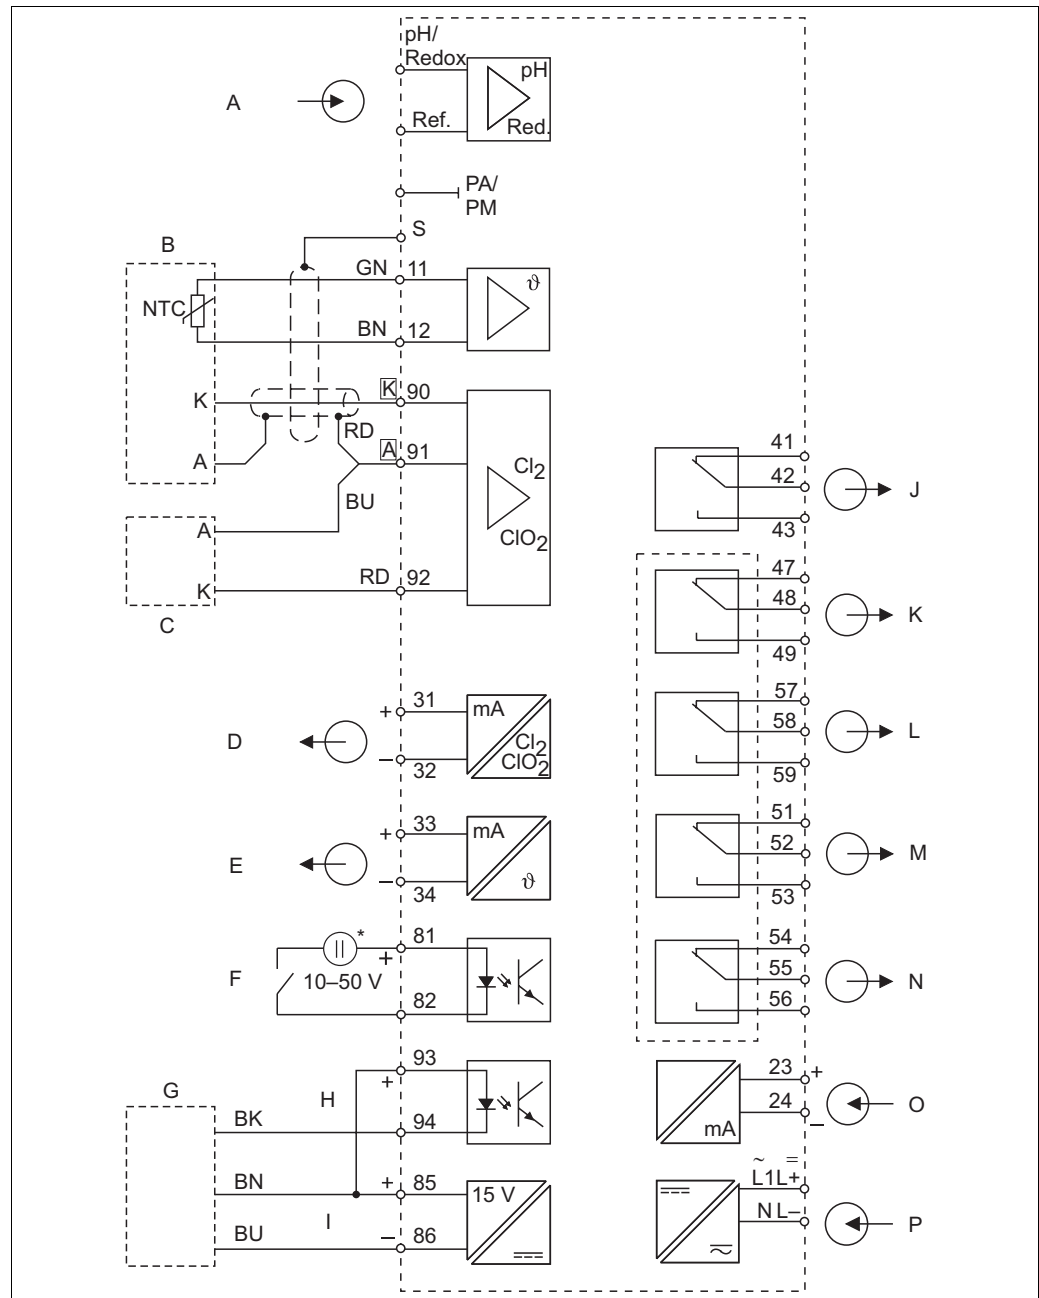 pH/
Redox
pH
A
Ref.
Red.
PA/
PM
S
B
GN 11
ϑ
NTC
BN 12
K
K 90
RD
A
A 91
Cl2
BU
ClO2
A
RD 92
K
C
41
42
J
43
47
48
K
49
57
58
L
59
51
52
M
53
54
55
N
56
31
+
mA
D
Cl2
ClO2
–
32
33
+
mA
E
ϑ
–
34
81
*
+
F
10–50 V
82
93
+
G
H
BK
94
BN
+ 85
15 V
I
BU
– 86
23
+
24
O
–
mA
~ =
L1L+
N L–
P